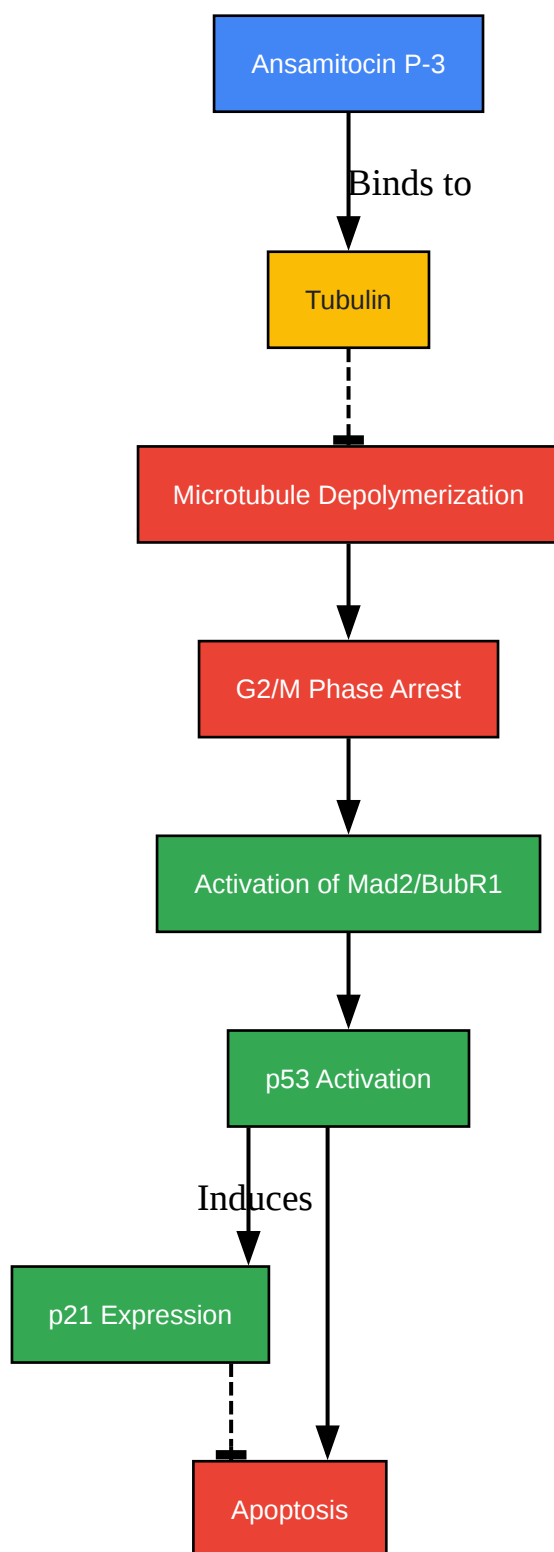 Ansamitocin P-3
Binds to
Tubulin
Microtubule Depolymerization
G2/M Phase Arrest
Activation of Mad2/BubR1
p53 Activation
Induces
p21 Expression
Apoptosis